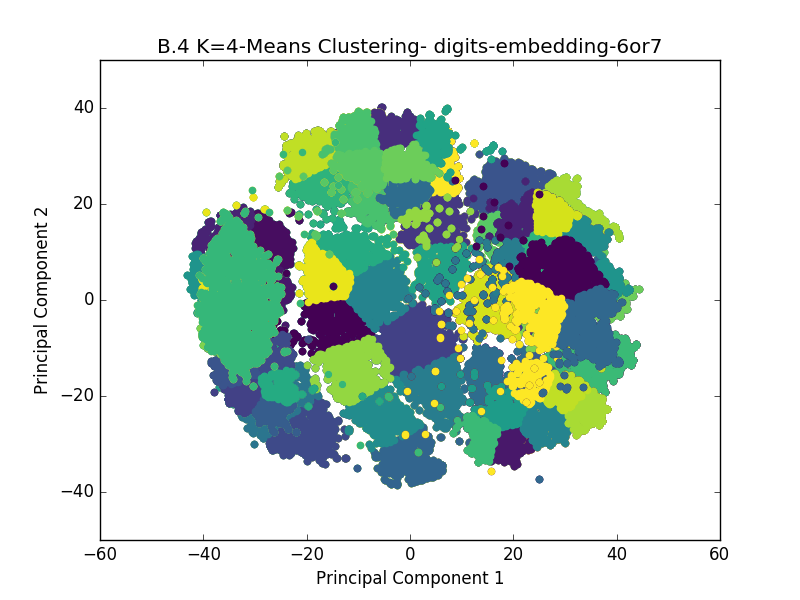 B.4 K=4-Means Clustering- digits-embedding-6or7
Principal Component 2
40
20
0
−20
−40
−60 −40 −20 0 20 40 60
Principal Component 1